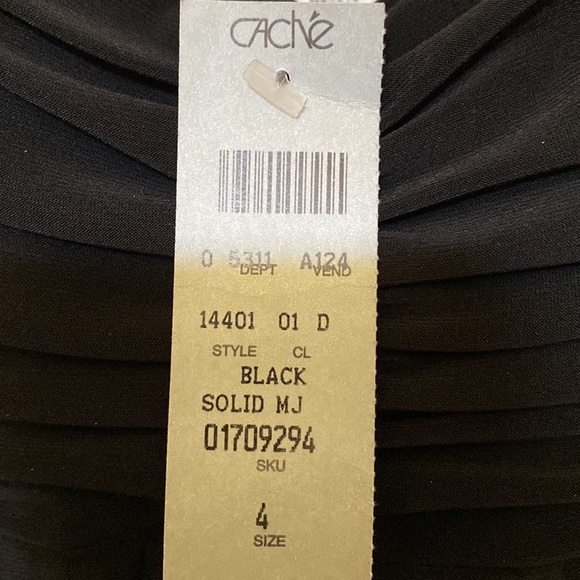 Caché
0 5311 A124
DEPT VEND
14401 01 D
STYLE CL
BLACK
SOLID MJ
01709294
SKU
4
SIZE